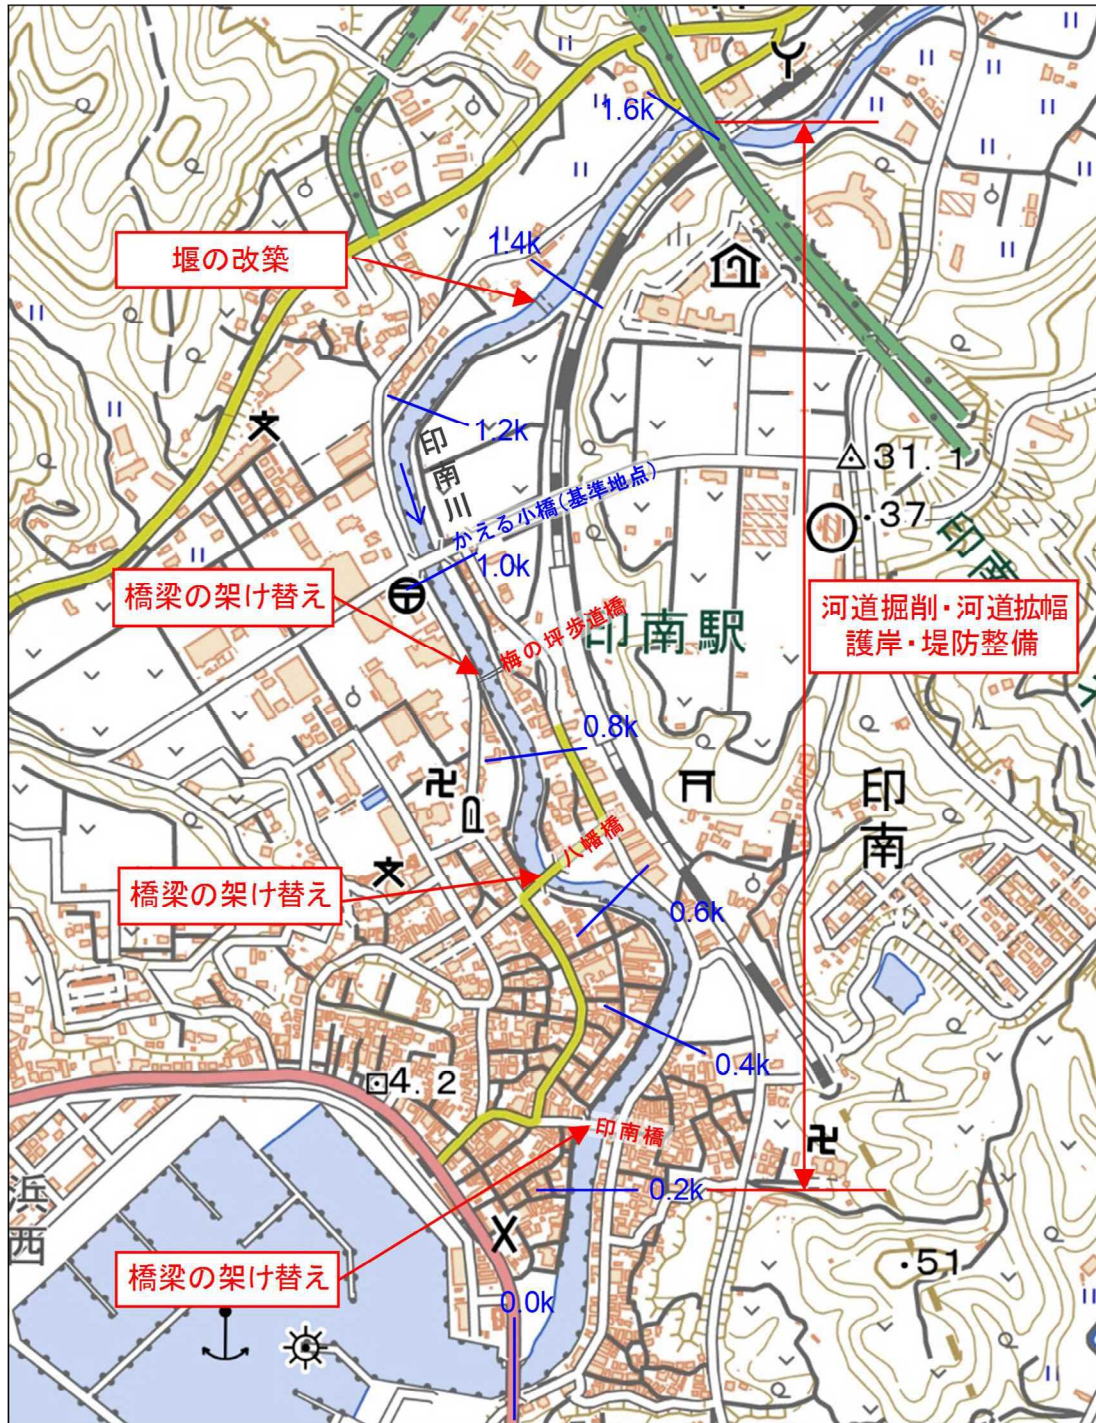 1.6k
堰の改築
1.4k
1.2k
印南川
31.1
かえる小橋(基準地点)
・37
1.0k
橋梁の架け替え
梅の坪歩道橋
印南駅
河道掘削・河道拡幅
護岸・堤防整備
0.8k
印南
八幡橋
橋梁の架け替え
0.6k
0.4k
4.2
印南橋
0.2k
浜西
・51
橋梁の架け替え
0.0k